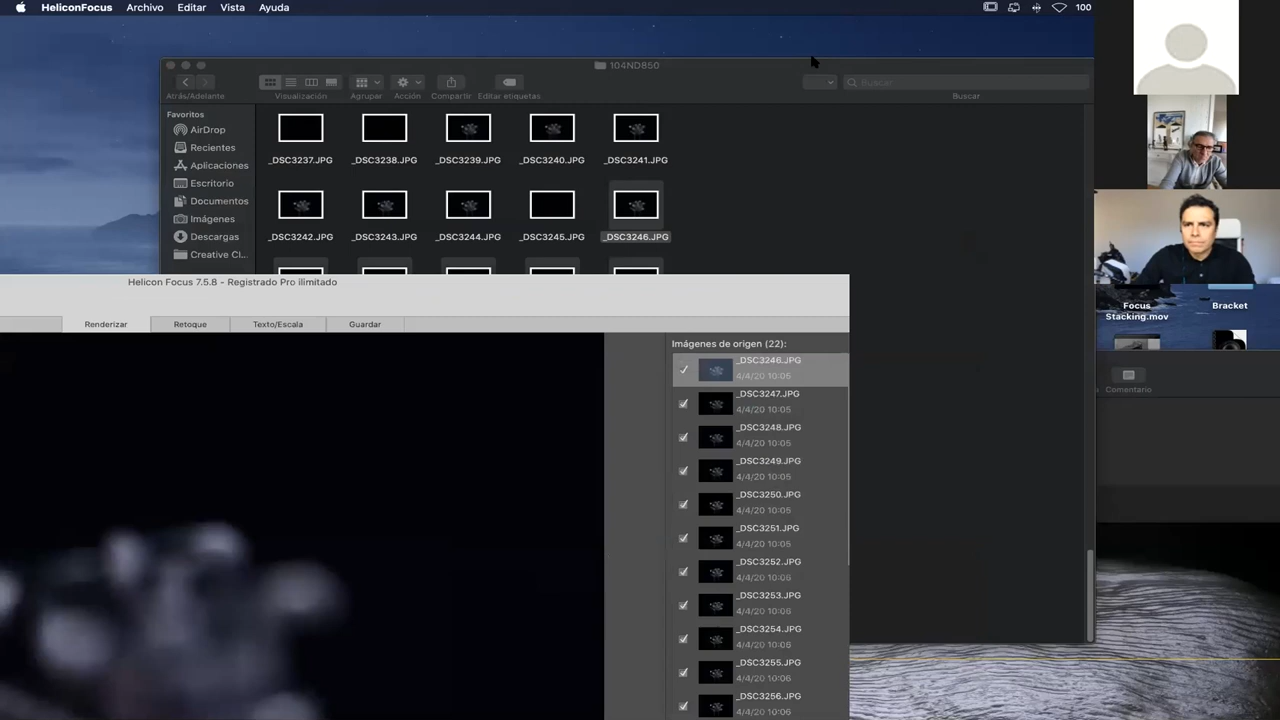 HeliconFocus Archivo Editar Vista Ayuda 100
104ND850
Buscar
Atrás/Adelante Visualización Agrupar Acción Compartir Editar etiquetas Buscar
Favoritos
AirDrop
Recientes
Aplicaciones
Escritorio
Documentos
Imágenes
Descargas
Creative Cl...
_DSC3237.JPG _DSC3238.JPG _DSC3239.JPG _DSC3240.JPG _DSC3241.JPG
_DSC3242.JPG _DSC3243.JPG _DSC3244.JPG _DSC3245.JPG _DSC3246.JPG
Helicon Focus 7.5.8 - Registrado Pro ilimitado
Renderizar Retoque Texto/Escala Guardar
Imágenes de origen (22):
_DSC3246.JPG
4/4/20 10:05
_DSC3247.JPG
4/4/20 10:05
_DSC3248.JPG
4/4/20 10:05
_DSC3249.JPG
4/4/20 10:05
_DSC3250.JPG
4/4/20 10:05
_DSC3251.JPG
4/4/20 10:05
_DSC3252.JPG
4/4/20 10:06
_DSC3253.JPG
4/4/20 10:06
_DSC3254.JPG
4/4/20 10:06
_DSC3255.JPG
4/4/20 10:06
_DSC3256.JPG
4/4/20 10:06
Focus
Stacking.mov
Bracket
Comentario